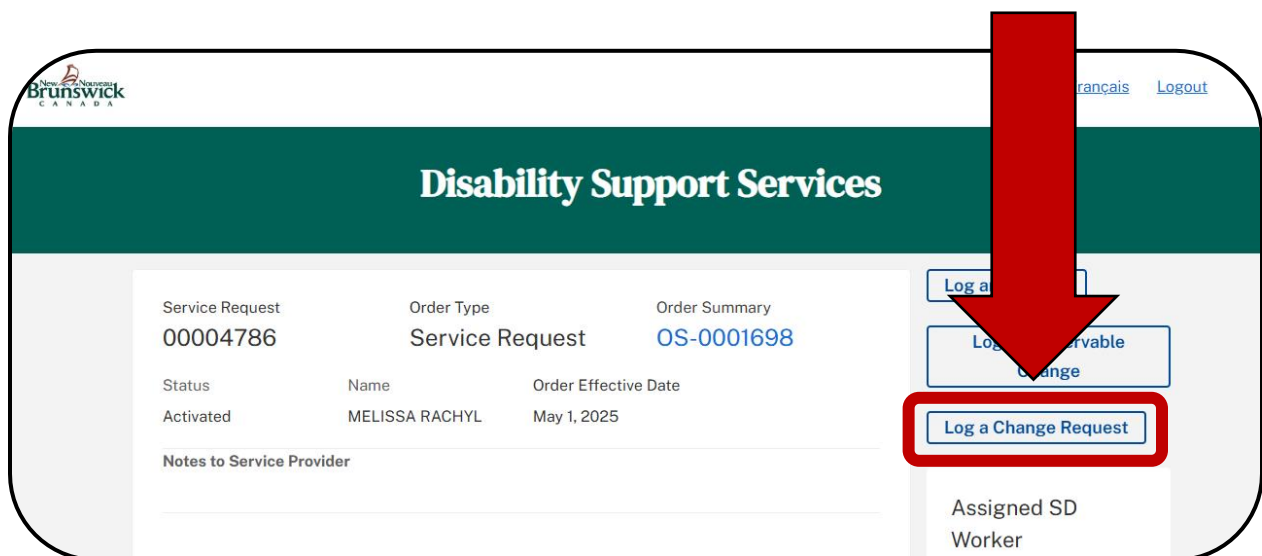 New Nouveau
Brunswick
CANADA
Logout
Disability Support Services
Service Request
Order Type
Order Summary
00004786
Service Request
OS-0001698
Status
Name
Order Effective Date
Activated
MELISSA RACHYL
May 1, 2025
Notes to Service Provider
Log
Log a Change Request
Assigned SD
Worker